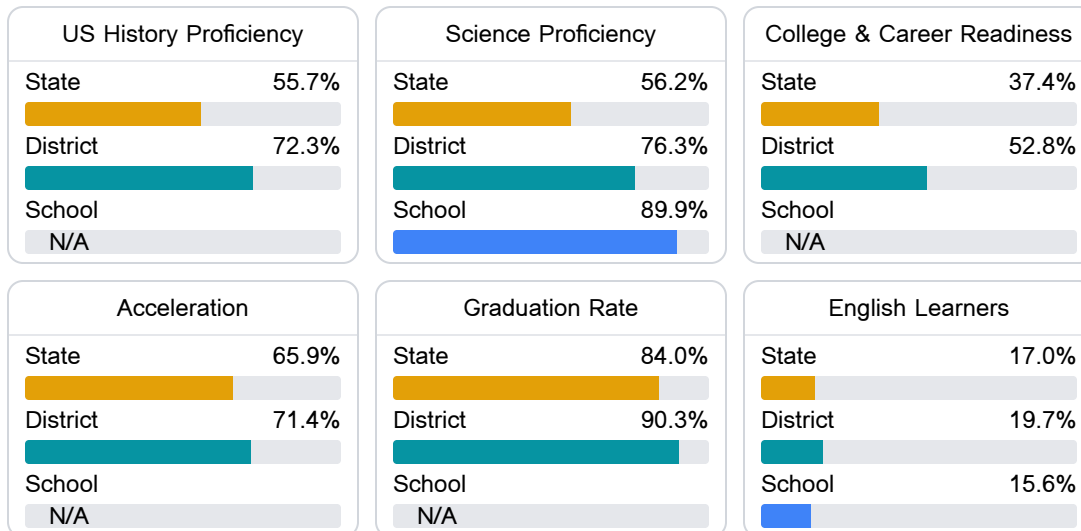 US History Proficiency
State 55.7%
District 72.3%
School
N/A
Science Proficiency
State 56.2%
District 76.3%
School 89.9%
College & Career Readiness
State 37.4%
District 52.8%
School
N/A
Acceleration
State 65.9%
District 71.4%
School
N/A
Graduation Rate
State 84.0%
District 90.3%
School
N/A
English Learners
State 17.0%
District 19.7%
School 15.6%